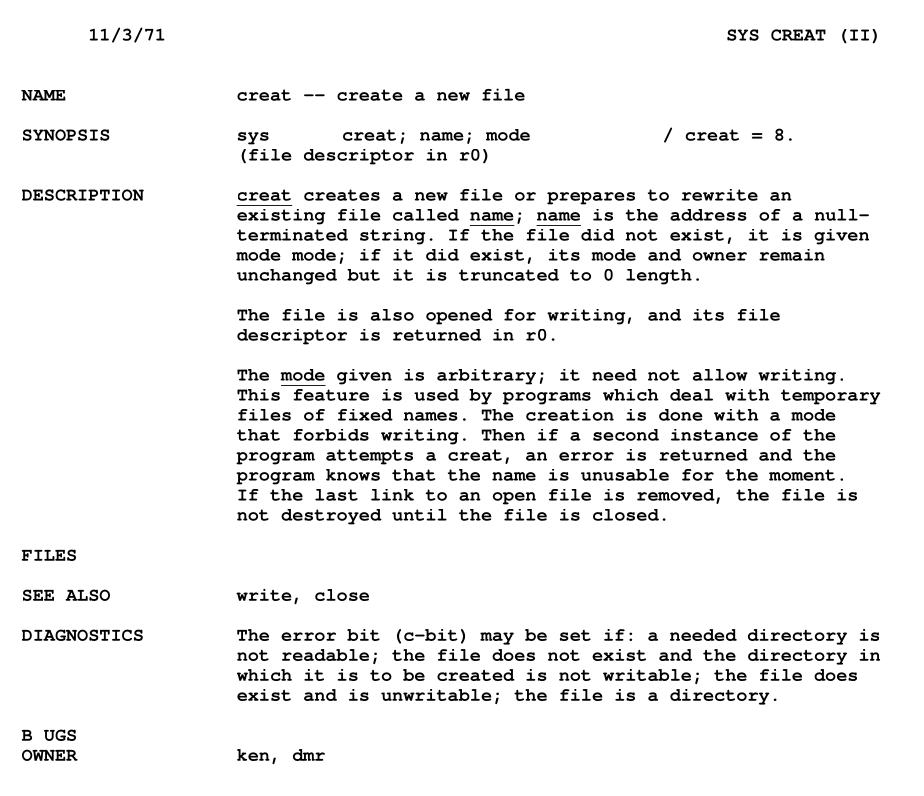 11/3/71 SYS CREAT (II)
NAME creat -- create a new file
SYNOPSIS sys creat; name; mode / creat = 8.
(file descriptor in r0)
DESCRIPTION creat creates a new file or prepares to rewrite an
existing file called name; name is the address of a null-
terminated string. If the file did not exist, it is given
mode mode; if it did exist, its mode and owner remain
unchanged but it is truncated to 0 length.
The file is also opened for writing, and its file
descriptor is returned in r0.
The mode given is arbitrary; it need not allow writing.
This feature is used by programs which deal with temporary
files of fixed names. The creation is done with a mode
that forbids writing. Then if a second instance of the
program attempts a creat, an error is returned and the
program knows that the name is unusable for the moment.
If the last link to an open file is removed, the file is
not destroyed until the file is closed.
FILES
SEE ALSO write, close
DIAGNOSTICS The error bit (c-bit) may be set if: a needed directory is
not readable; the file does not exist and the directory in
which it is to be created is not writable; the file does
exist and is unwritable; the file is a directory.
B UGS
OWNER ken, dmr